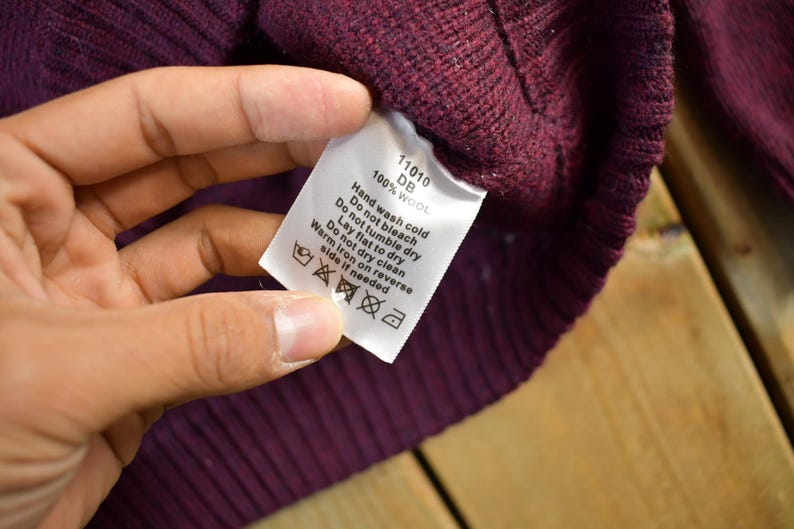 11010
DB
100% WOOL
Hand wash cold
Do not bleach
Do not tumble dry
Lay flat to dry
Do not dry clean
Warm Iron on reverse
side if needed